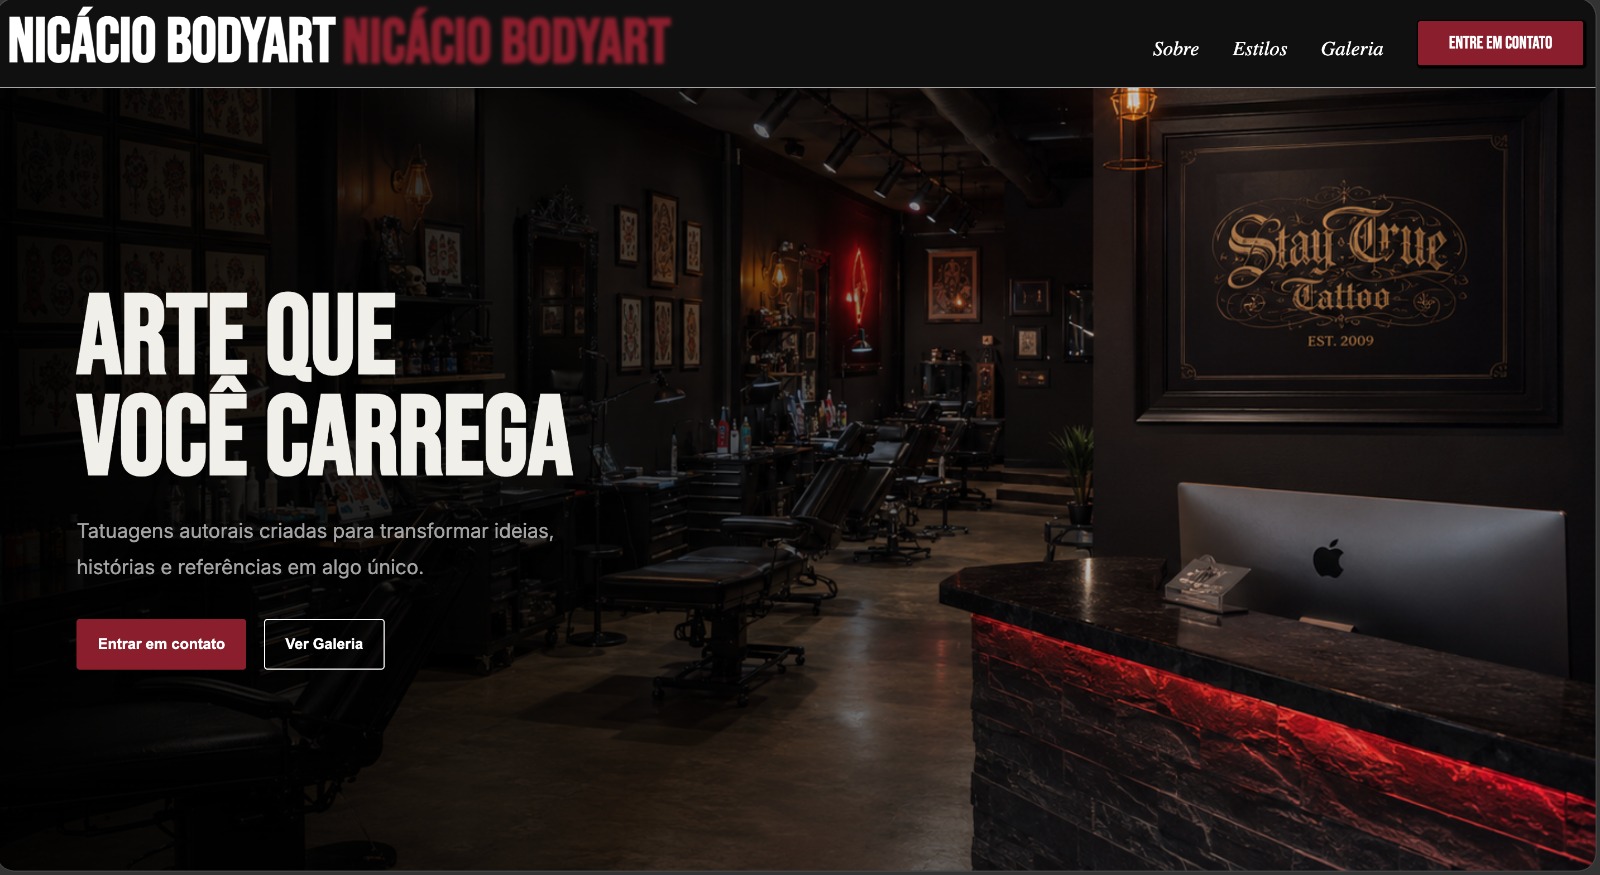 NICÁCIO BODYART NICÁCIO BODYART
Sobre Estilos Galeria ENTRE EM CONTATO
Stay True
Tattoo
EST. 2009
ARTE QUE
VOCÊ CARREGA
Tatuagens autorais criadas para transformar ideias,
histórias e referências em algo único.
Entrar em contato Ver Galeria